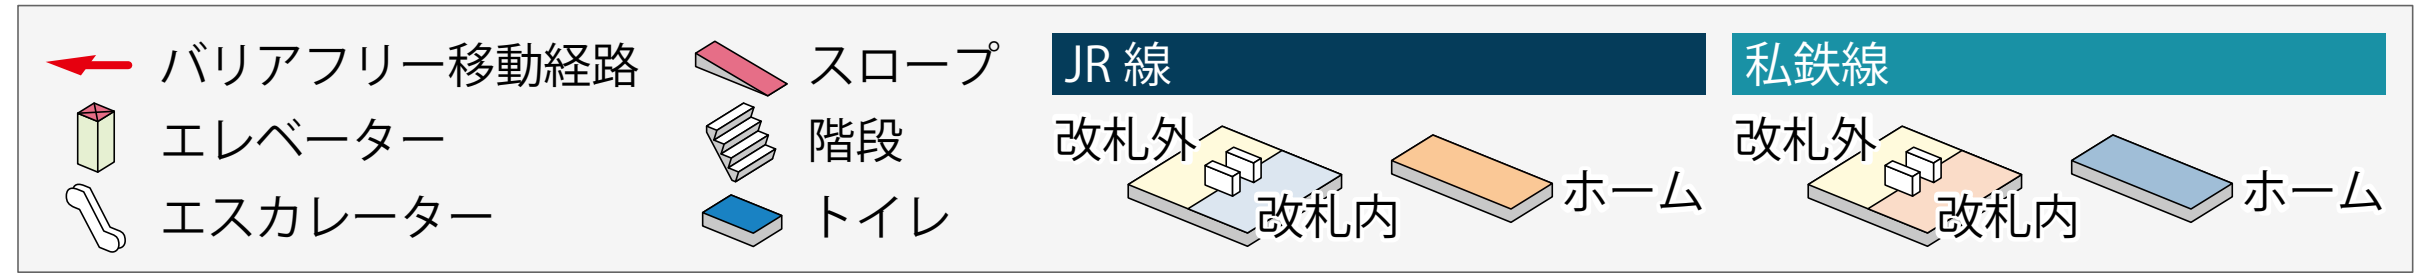 バリアフリー移動経路
エレベーター
エスカレーター
スロープ
階段
トイレ
JR 線
改札外
改札内
ホーム
私鉄線
改札外
改札内
ホーム